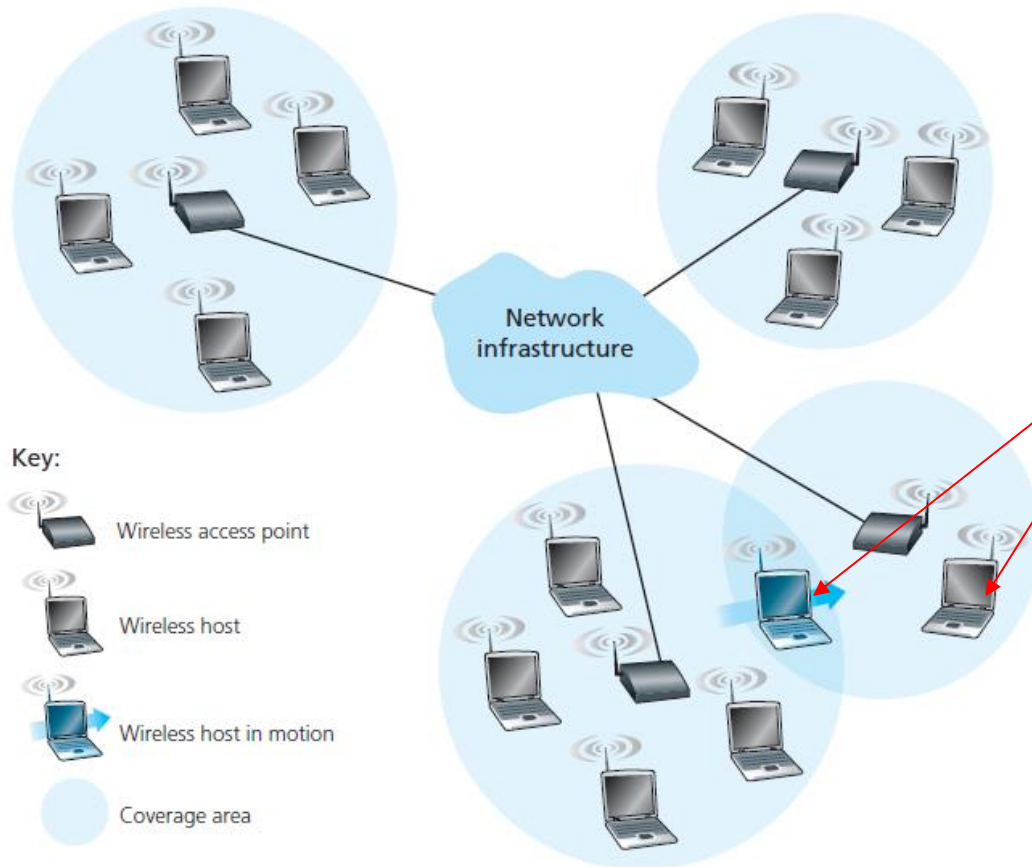 Network
infrastructure
Key:
Wireless access point
Wireless host
Wireless host in motion
Coverage area